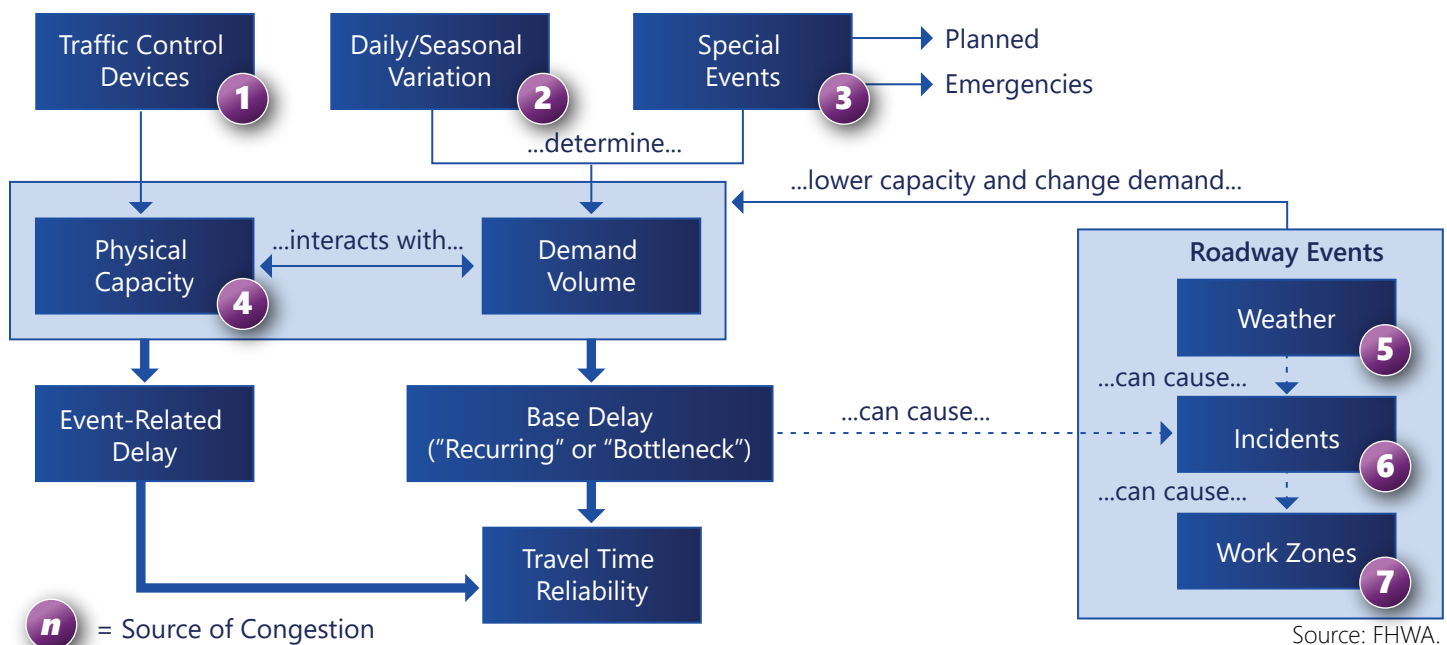 Traffic Control
Devices
1
Daily/Seasonal
Variation
2
Special
Events
3
Planned
Emergencies
...determine...
...lower capacity and change demand...
Physical
Capacity
4
...interacts with...
Demand
Volume
Roadway Events
Weather
5
...can cause...
Incidents
6
...can cause...
Work Zones
7
Event-Related
Delay
Base Delay
("Recurring" or “Bottleneck”)
...can cause...
Travel Time
Reliability
n = Source of Congestion
Source: FHWA.